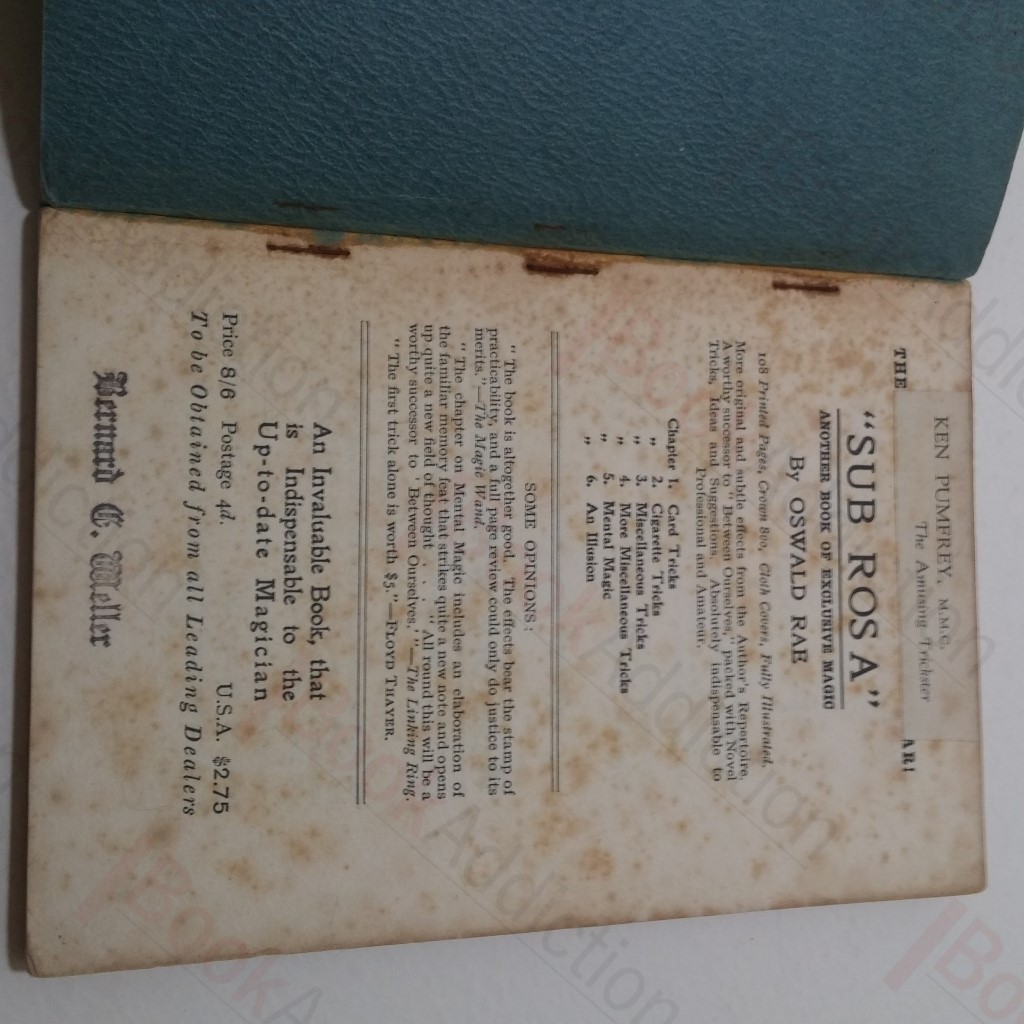 KEN PUMFREY, M.M.C.
The Amusing Trickster
THE AR!
"SUB ROSA"
ANOTHER BOOK OF EXCLUSIVE MAGIC
By OSWALD RAE
108 Printed Pages, Crown 8vo, Cloth Covers, Fully Illustrated.
More original and subtle effects from the Author's Repertoire.
A worthy successor to "Between Ourselves," packed with Novel
Tricks, Ideas and Suggestions. Absolutely indispensable to
Professional and Amateur.
Chapter 1. Card Tricks
" 2. Cigarette Tricks
" 3. Miscellaneous Tricks
" 4. More Miscellaneous Tricks
" 5. Mental Magic
" 6. An Illusion
SOME OPINIONS:
"The book is altogether good. The effects bear the stamp of
practicability, and a full page review could only do justice to its
merits."—The Magic Wand.
"The chapter on Mental Magic includes an elaboration of
the familiar memory feat that strikes quite a new note and opens
up quite a new field of thought . . . "All round this will be a
worthy successor to 'Between Ourselves.'"—The Linking Ring.
"The first trick alone is worth $5."—FLOYD THAYER.
An Invaluable Book, that
is Indispensable to the
Up-to-date Magician
Price 8/6 Postage 4d. U.S.A. $2.75
To be Obtained from all Leading Dealers
Bernard C. Weller
BookAddiction